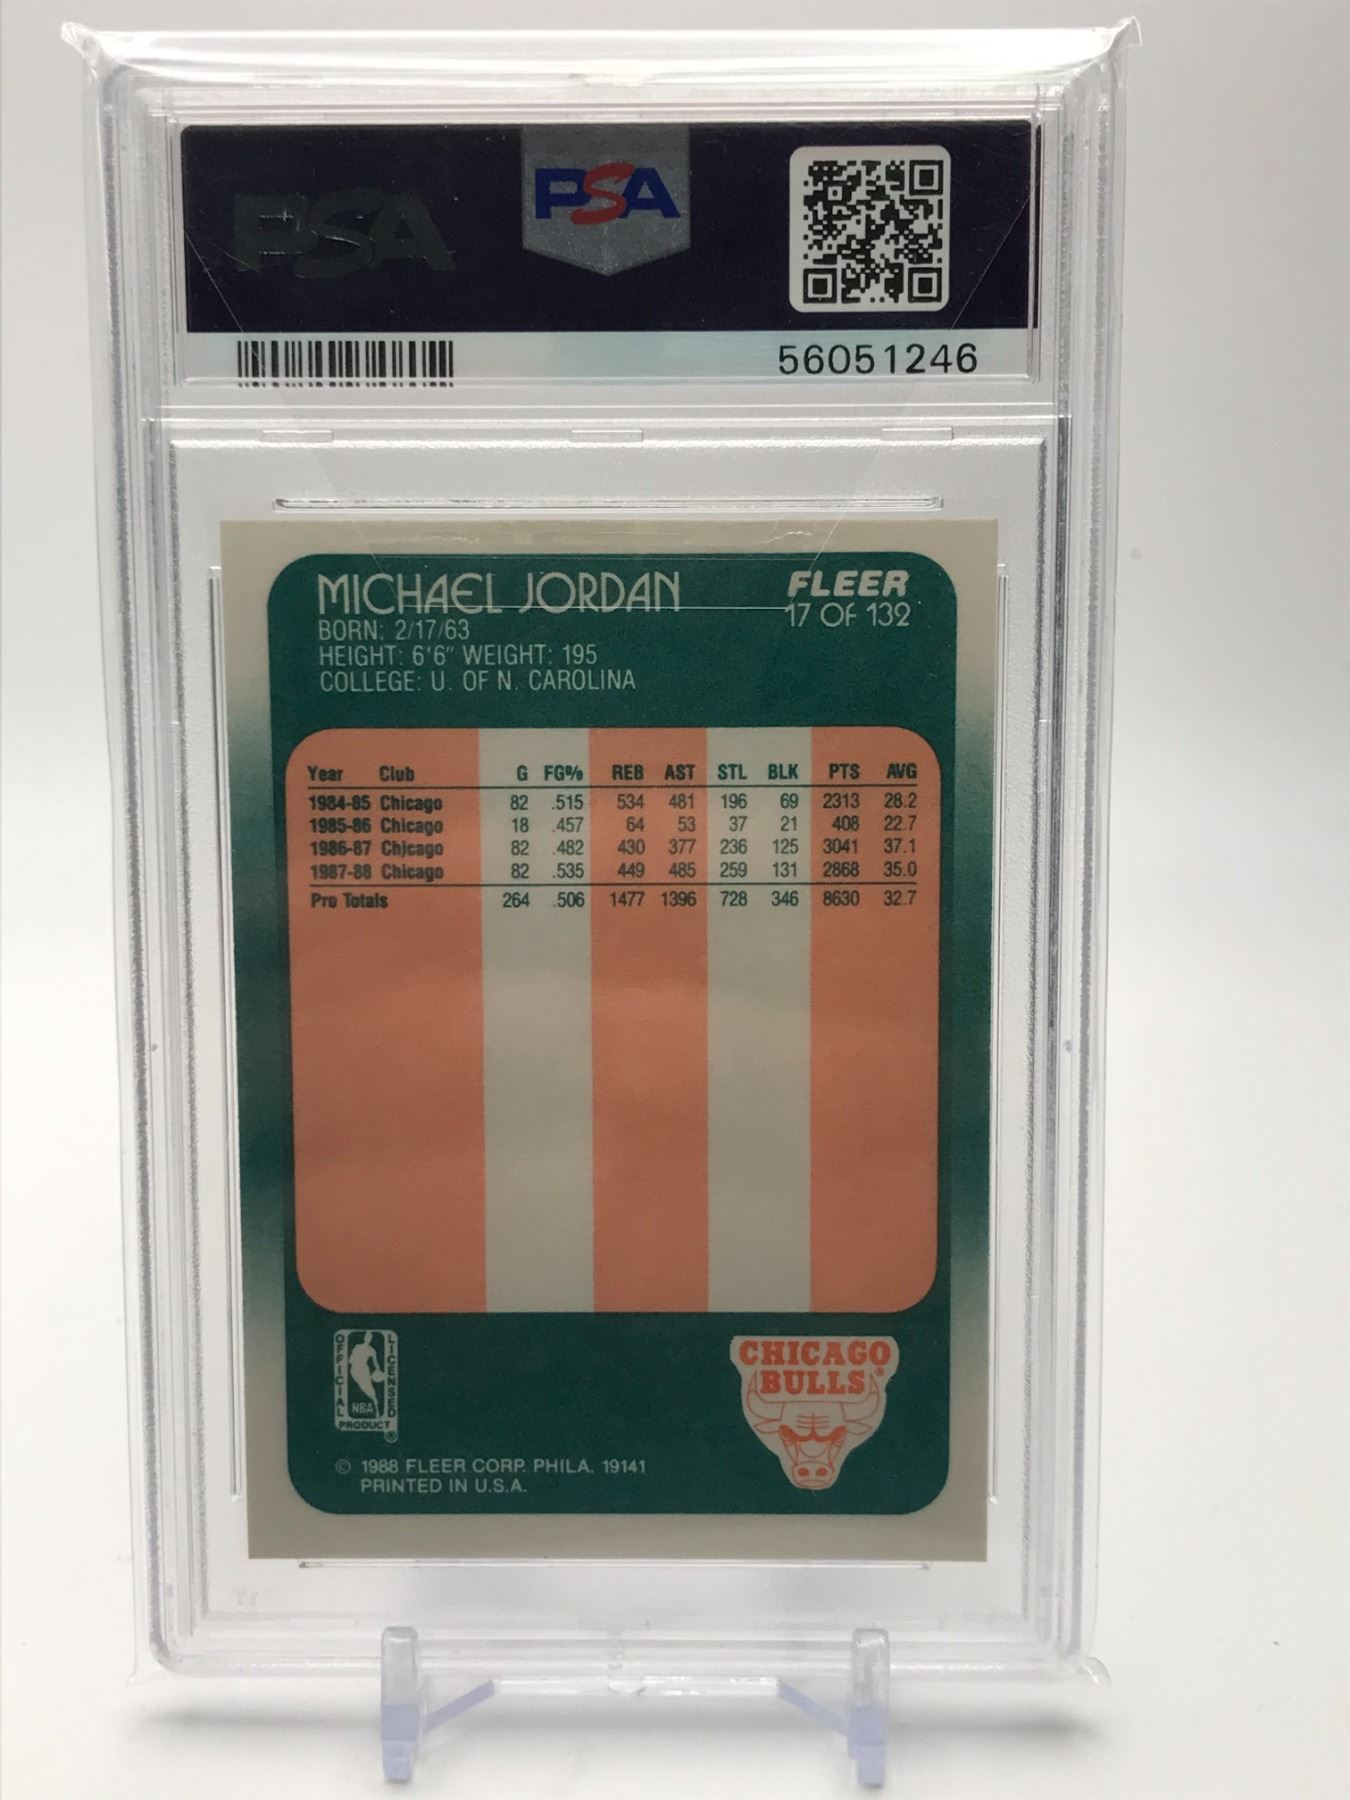 PSA
PSA
56051246
MICHAEL JORDAN
FLEER
17 OF 132
BORN: 2/17/63
HEIGHT: 6'6" WEIGHT: 195
COLLEGE: U. OF N. CAROLINA
Year Club G FG% REB AST STL BLK PTS AVG
1984-85 Chicago 82 .515 534 481 196 69 2313 28.2
1985-86 Chicago 18 .457 64 53 37 21 408 22.7
1986-87 Chicago 82 .482 430 377 236 125 3041 37.1
1987-88 Chicago 82 .535 449 485 259 131 2868 35.0
Pro Totals 264 .506 1477 1396 728 346 8630 32.7
OFFICIAL
LICENSED
NBA
PRODUCT
®
CHICAGO
BULLS®
© 1988 FLEER CORP. PHILA. 19141
PRINTED IN U.S.A.